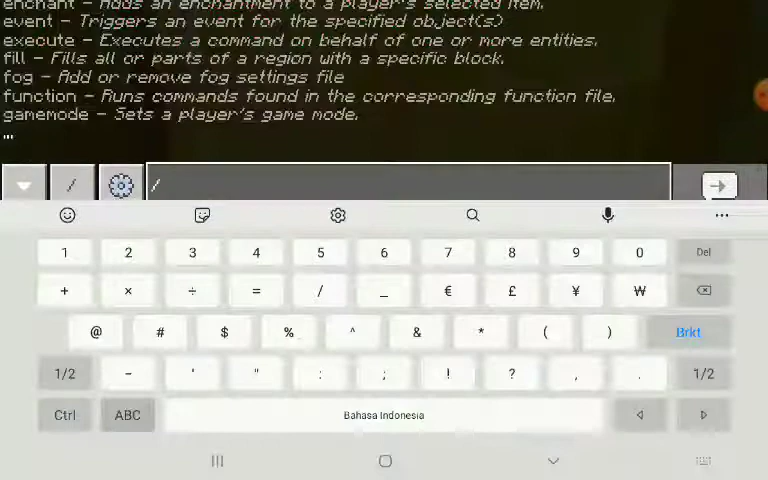 enchant – Adds an enchantment to a player's selected item.
event – Triggers an event for the specified object(s)
execute – Executes a command on behalf of one or more entities.
fill – Fills all or parts of a region with a specific block.
fog – Add or remove fog settings file
function – Runs commands found in the corresponding function file.
gamemode – Sets a player's game mode.
...
/ /
1 2 3 4 5 6 7 8 9 0 Del
+ × ÷ = / _ € £ ¥ ₩
@ # $ % ^ & * ( ) Brkt
1/2 - ' " : ; ! ? , . 1/2
Ctrl ABC Bahasa Indonesia